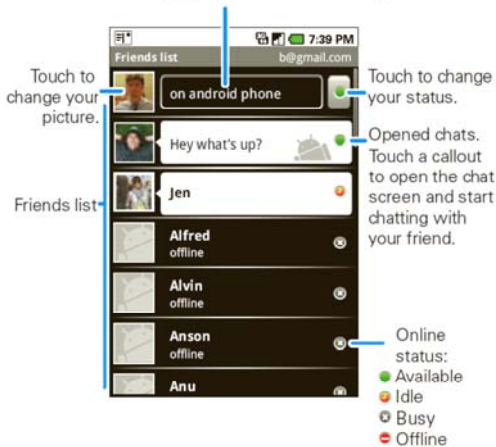 7:39 PM
Friends list
b@gmail.com
Touch to
change your
picture.
on android phone
Touch to change
your status.
Hey what's up?
Opened chats.
Touch a callout
to open the chat
screen and start
chatting with
your friend.
Friends list
Jen
Alfred
offline
Alvin
offline
Anson
offline
Anu
Online
status:
Available
Idle
Busy
Offline